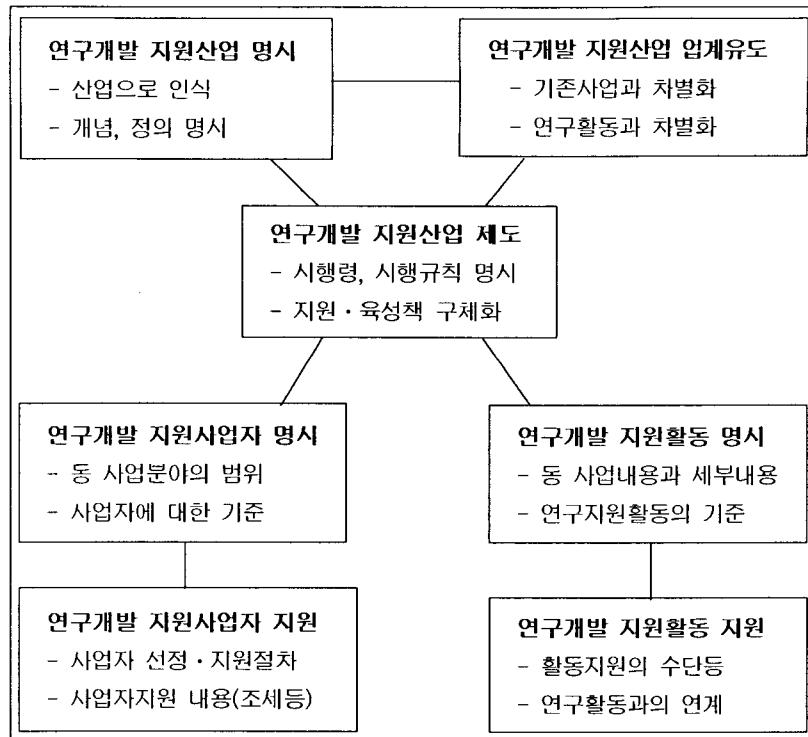 연구개발 지원산업 명시
- 산업으로 인식
- 개념, 정의 명시
연구개발 지원산업 업계유도
- 기존사업과 차별화
- 연구활동과 차별화
연구개발 지원산업 제도
- 시행령, 시행규칙 명시
- 지원·육성책 구체화
연구개발 지원사업자 명시
- 동 사업분야의 범위
- 사업자에 대한 기준
연구개발 지원활동 명시
- 동 사업내용과 세부내용
- 연구지원활동의 기준
연구개발 지원사업자 지원
- 사업자 선정·지원절차
- 사업자지원 내용(조세등)
연구개발 지원활동 지원
- 활동지원의 수단등
- 연구활동과의 연계